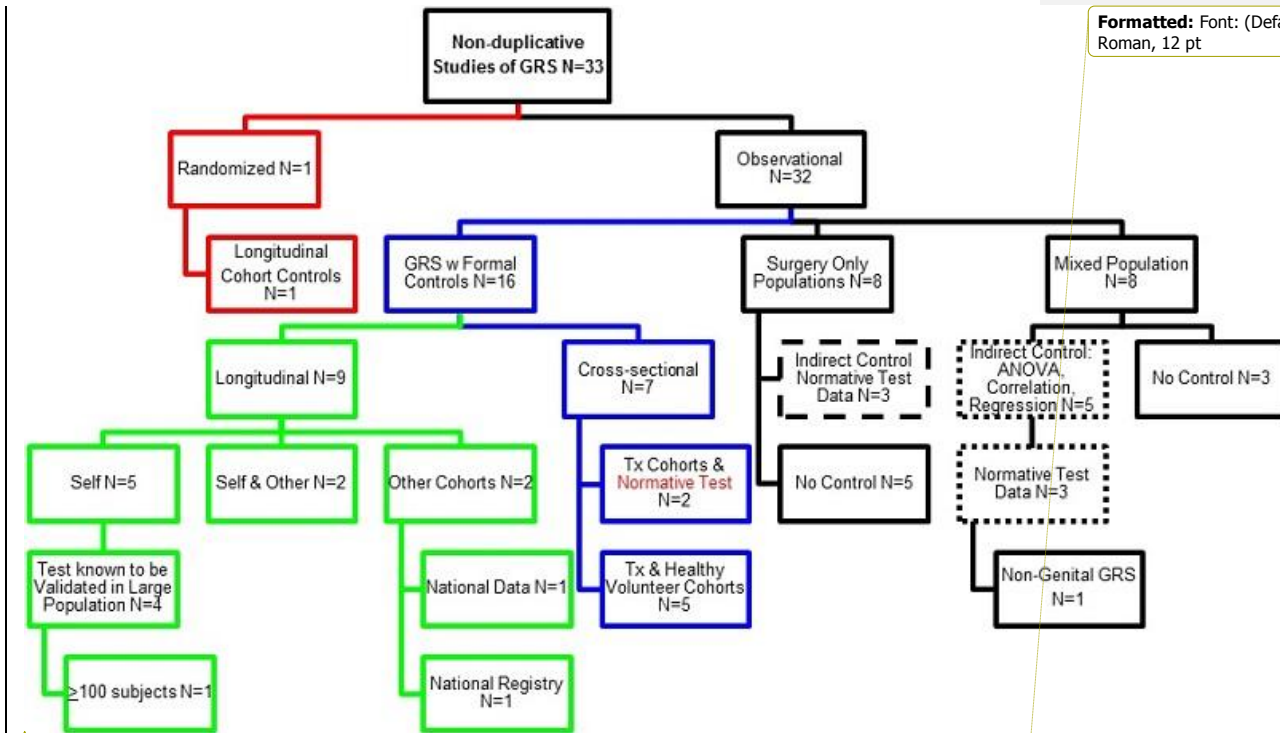 Formatted: Font: (Defa
Roman, 12 pt
Non-duplicative
Studies of GRS N=33
Randomized N=1
Observational
N=32
Longitudinal
Cohort Controls
N=1
GRS w Formal
Controls N=16
Surgery Only
Populations N=8
Mixed Population
N=8
Longitudinal N=9
Cross-sectional
N=7
Indirect Control
Normative Test
Data N=3
Indirect Control:
ANOVA,
Correlation,
Regression N=5
No Control N=3
Self N=5
Self & Other N=2
Other Cohorts N=2
Tx Cohorts &
Normative Test
N=2
No Control N=5
Normative Test
Data N=3
Test known to be
Validated in Large
Population N=4
National Data N=1
Tx & Healthy
Volunteer Cohorts
N=5
Non-Genital GRS
N=1
≥100 subjects N=1
National Registry
N=1